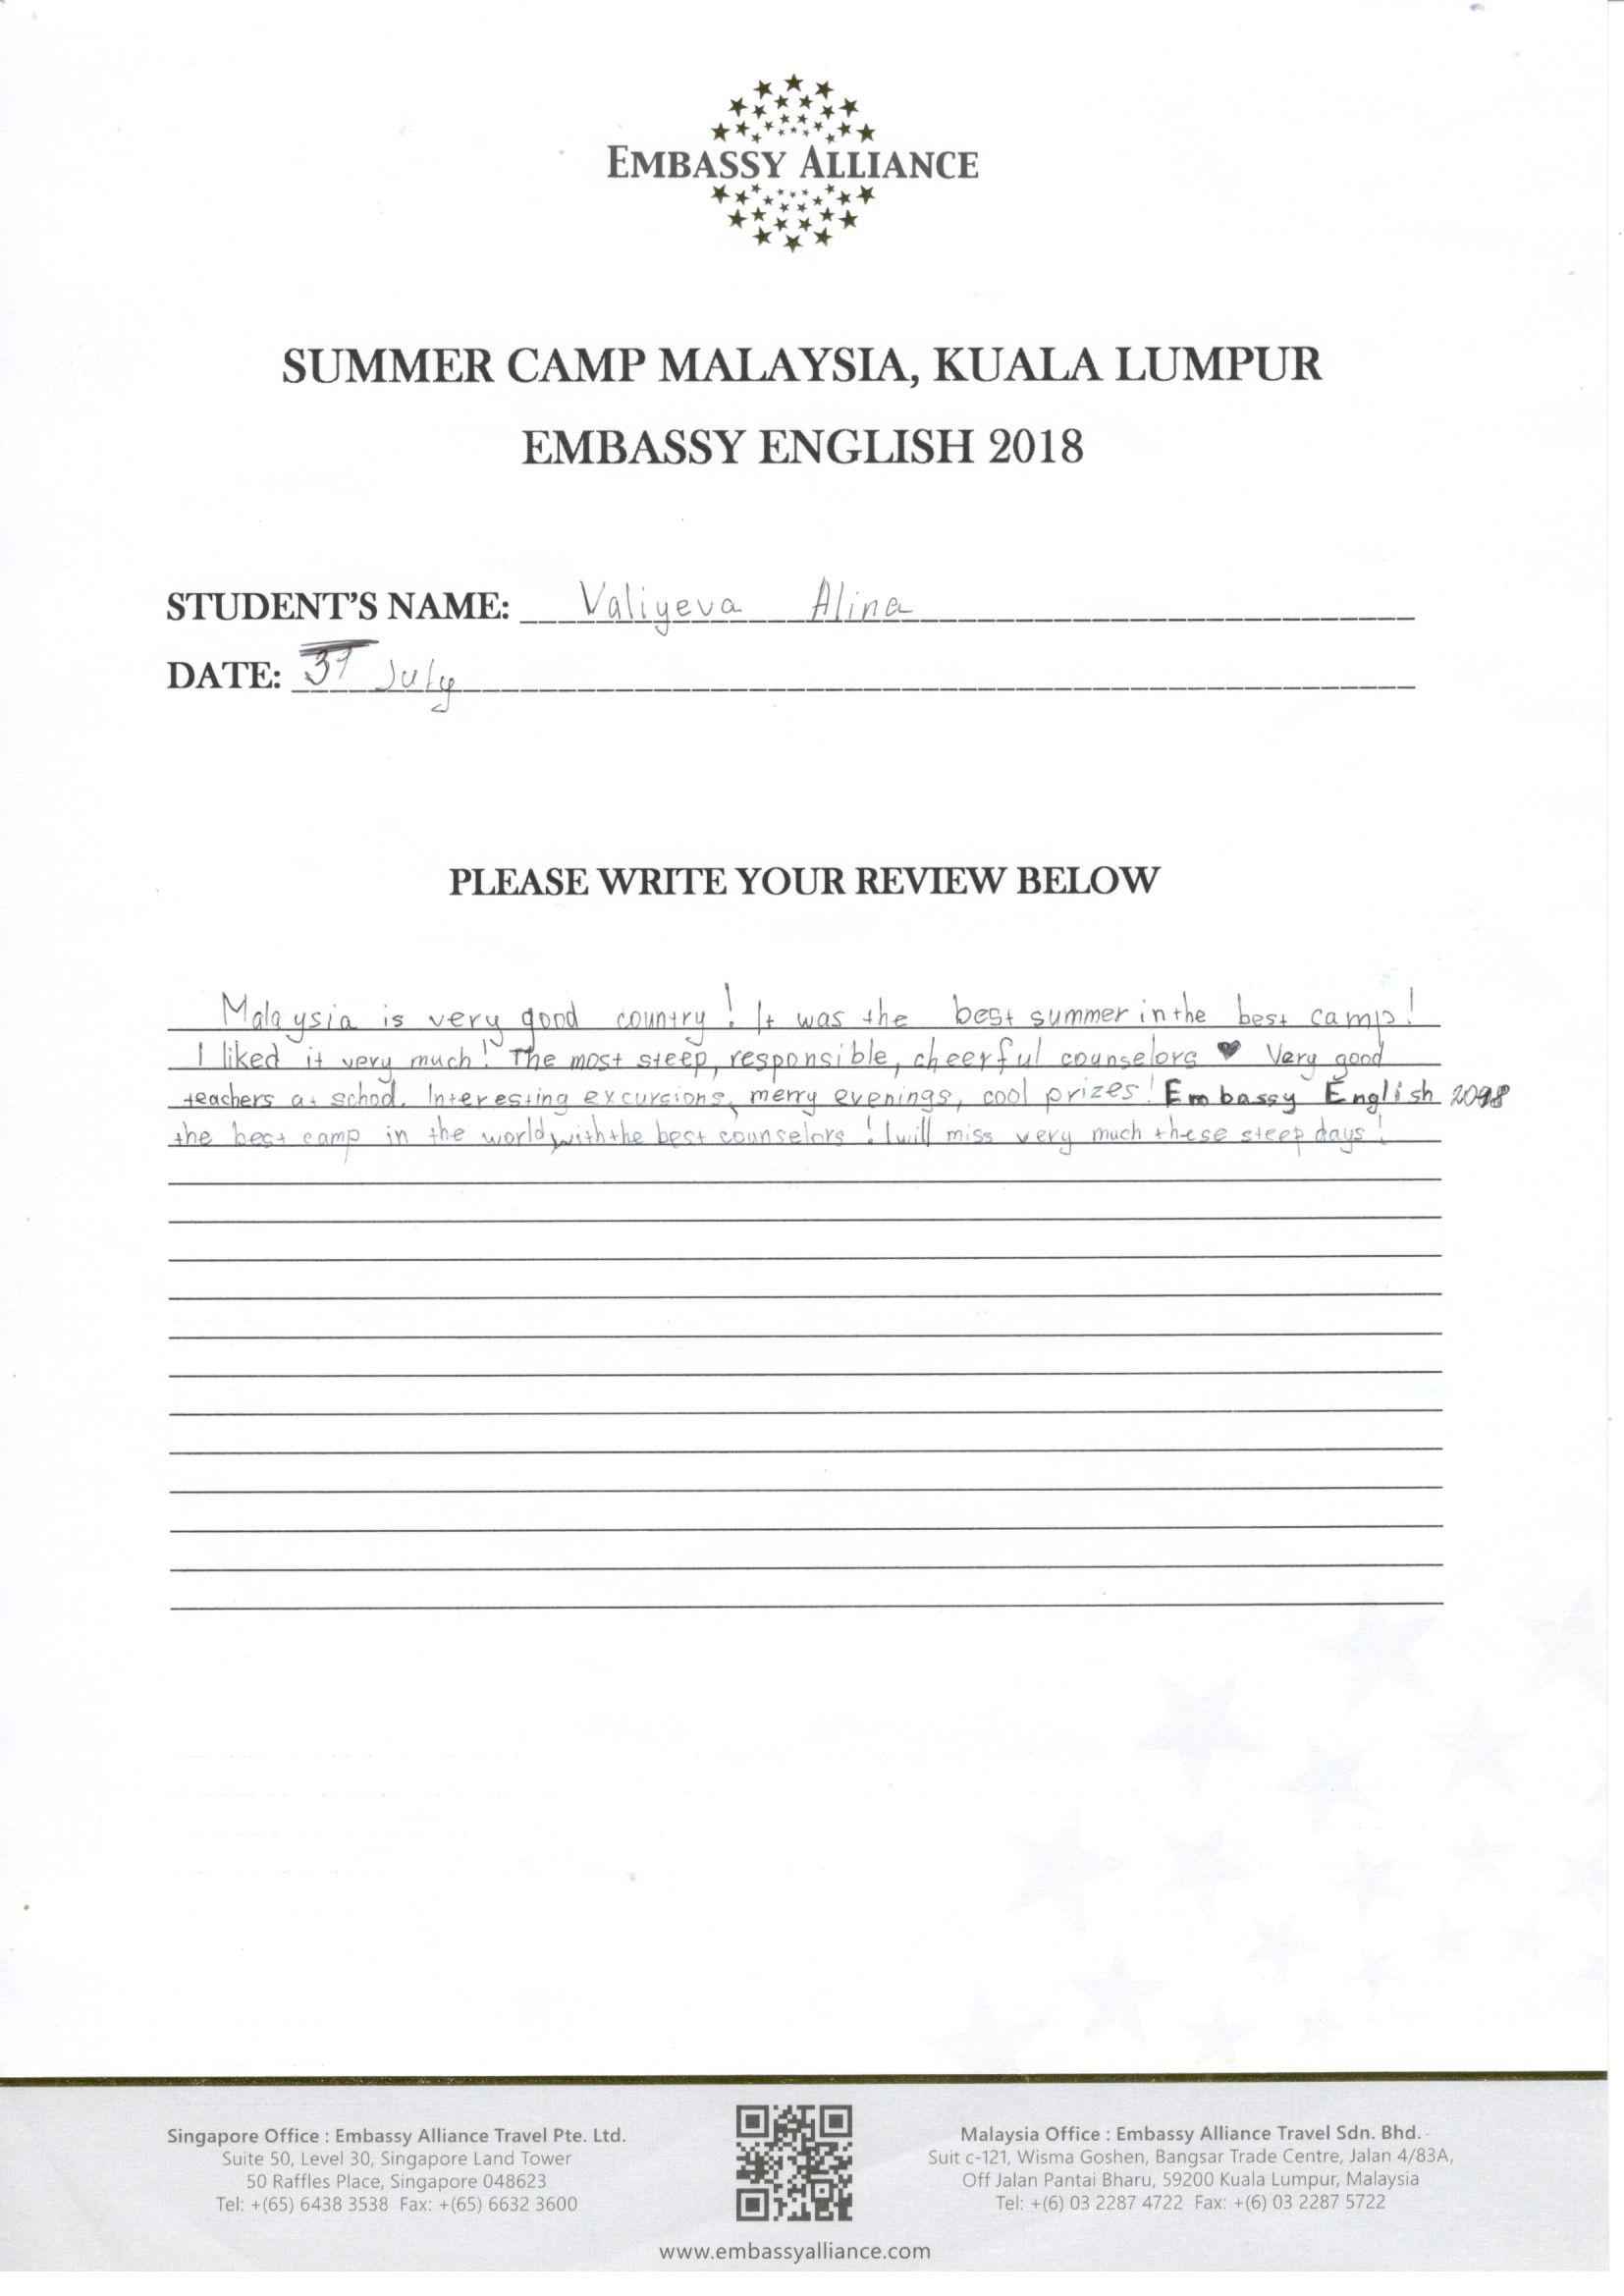 EMBASSY ALLIANCE
SUMMER CAMP MALAYSIA, KUALA LUMPUR
EMBASSY ENGLISH 2018
STUDENT'S NAME: Valiyeva Alina
DATE: 31 July
PLEASE WRITE YOUR REVIEW BELOW
Malaysia is very good country! It was the best summer in the best camp!
I liked it very much! The most steep, responsible, cheerful counselors ♥ Very good
teachers at school. Interesting excursions, merry evenings, cool prizes! Embassy English 2018
the best camp in the world, with the best counselors! I will miss very much these steep days!
Singapore Office : Embassy Alliance Travel Pte. Ltd.
Suite 50, Level 30, Singapore Land Tower
50 Raffles Place, Singapore 048623
Tel: +(65) 6438 3538 Fax: +(65) 6632 3600
Malaysia Office : Embassy Alliance Travel Sdn. Bhd.
Suit c-121, Wisma Goshen, Bangsar Trade Centre, Jalan 4/83A,
Off Jalan Pantai Bharu, 59200 Kuala Lumpur, Malaysia
Tel: +(6) 03 2287 4722 Fax: +(6) 03 2287 5722
www.embassyalliance.com